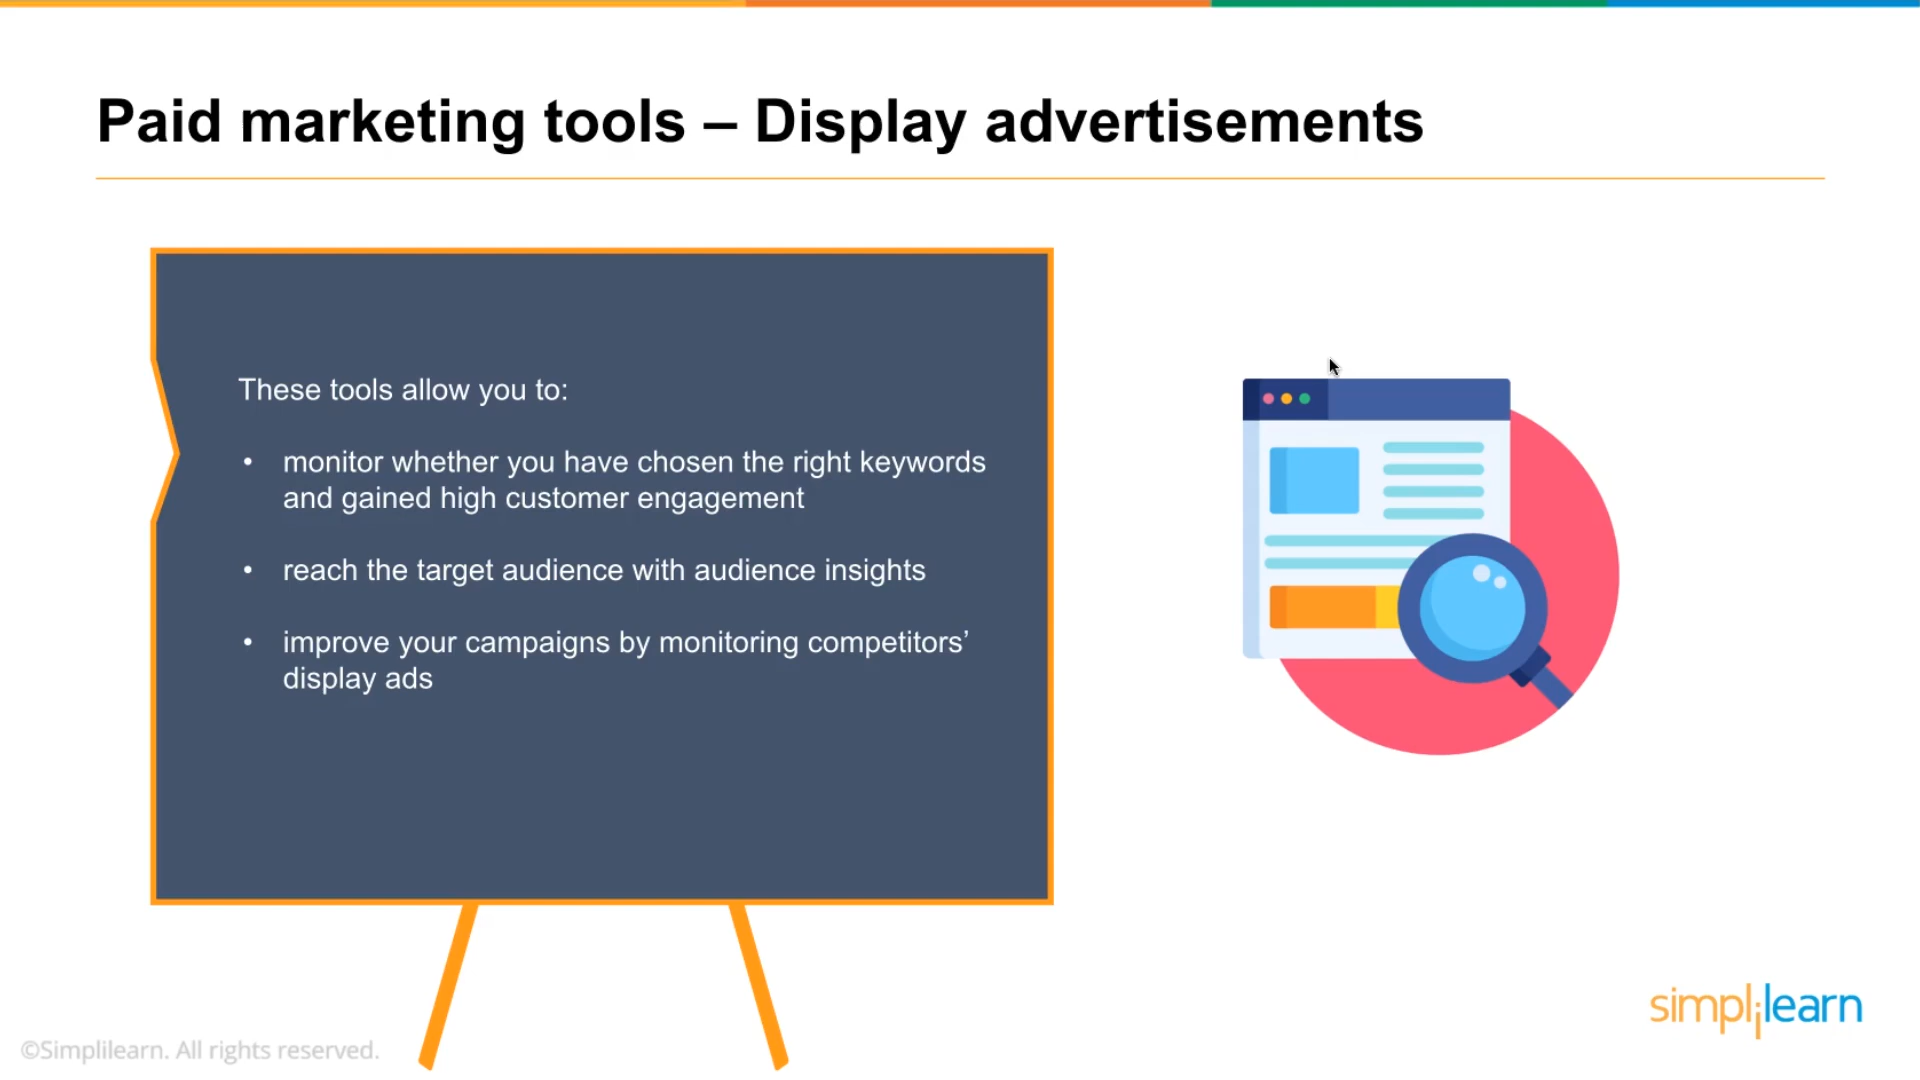 Paid marketing tools – Display advertisements
These tools allow you to:
• monitor whether you have chosen the right keywords
and gained high customer engagement
• reach the target audience with audience insights
• improve your campaigns by monitoring competitors’
display ads
simplilearn
©Simplilearn. All rights reserved.